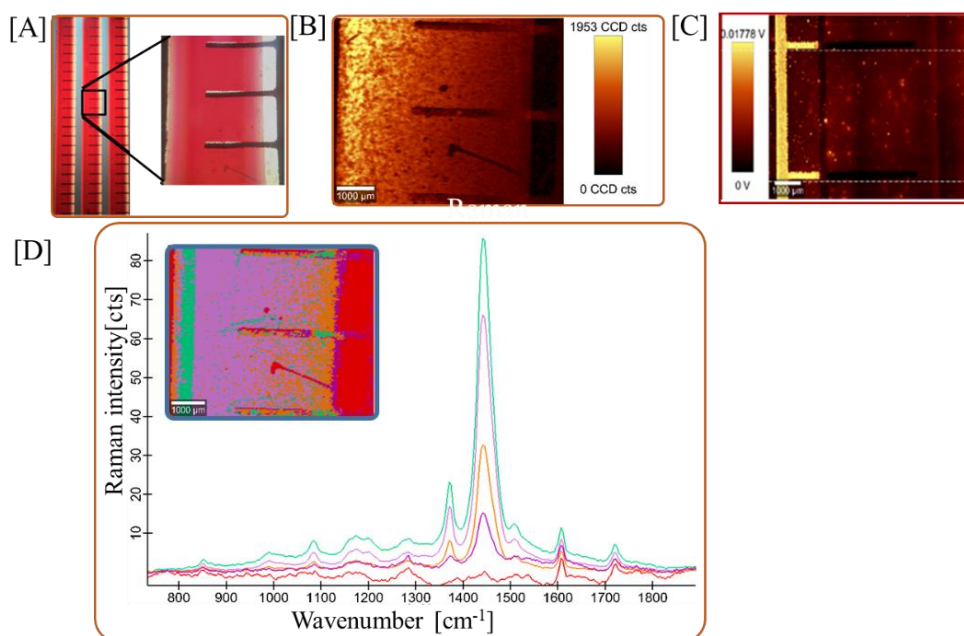 [A]
[B]
1953 CCD cts
0 CCD cts
1000 µm
[C]
0.01778 V
0 V
1000 µm
Raman
[D]
Raman intensity[cts]
80
70
60
50
40
30
20
10
1000 µm
800 900 1000 1100 1200 1300 1400 1500 1600 1700 1800
Wavenumber [cm⁻¹]